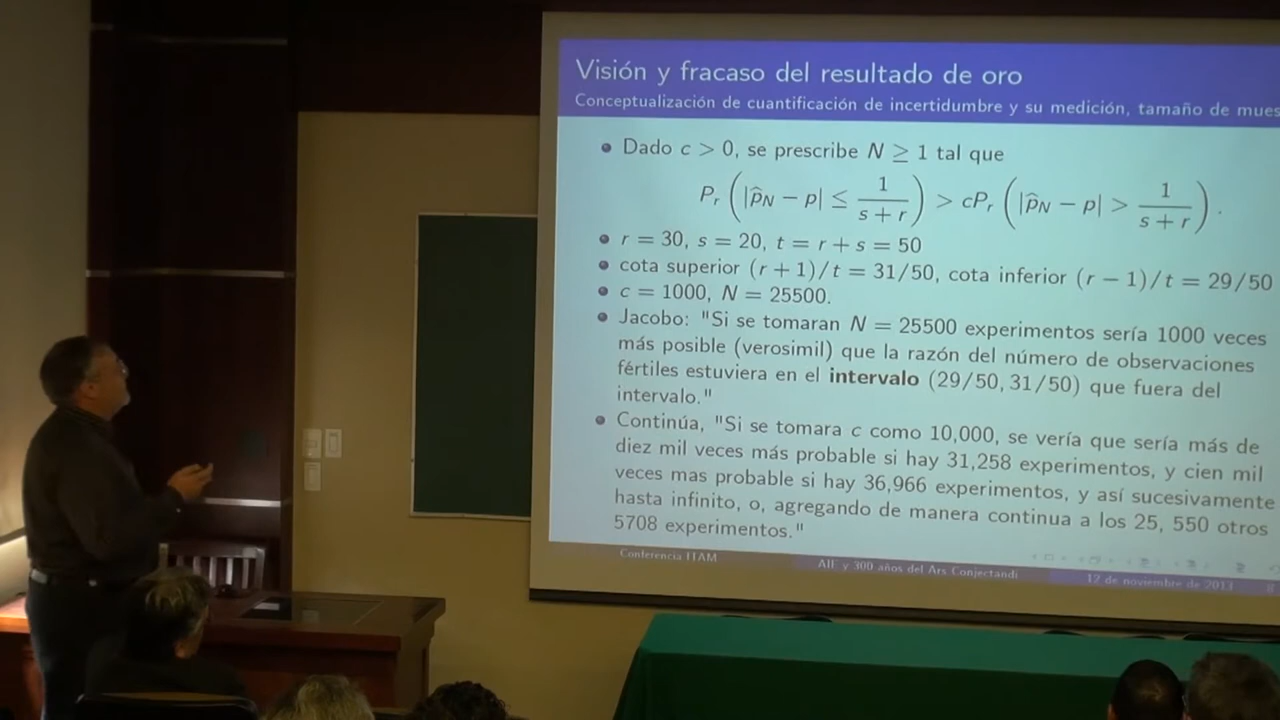 Visión y fracaso del resultado de oro
Conceptualización de cuantificación de incertidumbre y su medición, tamaño de mues
Dado c > 0, se prescribe N ≥ 1 tal que
P_r ( |p̂_N − p| ≤ 1/(s + r) ) > cP_r ( |p̂_N − p| > 1/(s + r) ) .
r = 30, s = 20, t = r + s = 50
cota superior (r + 1)/t = 31/50, cota inferior (r − 1)/t = 29/50
c = 1000, N = 25500.
Jacobo: "Si se tomaran N = 25500 experimentos sería 1000 veces
más posible (verosimil) que la razón del número de observaciones
fértiles estuviera en el intervalo (29/50, 31/50) que fuera del
intervalo."
Continúa, "Si se tomara c como 10,000, se vería que sería más de
diez mil veces más probable si hay 31,258 experimentos, y cien mil
veces mas probable si hay 36,966 experimentos, y así sucesivamente
hasta infinito, o, agregando de manera continua a los 25, 550 otros
5708 experimentos."
Conferencia ITAM
AIE y 300 años del Ars Conjectandi
12 de noviembre de 2013